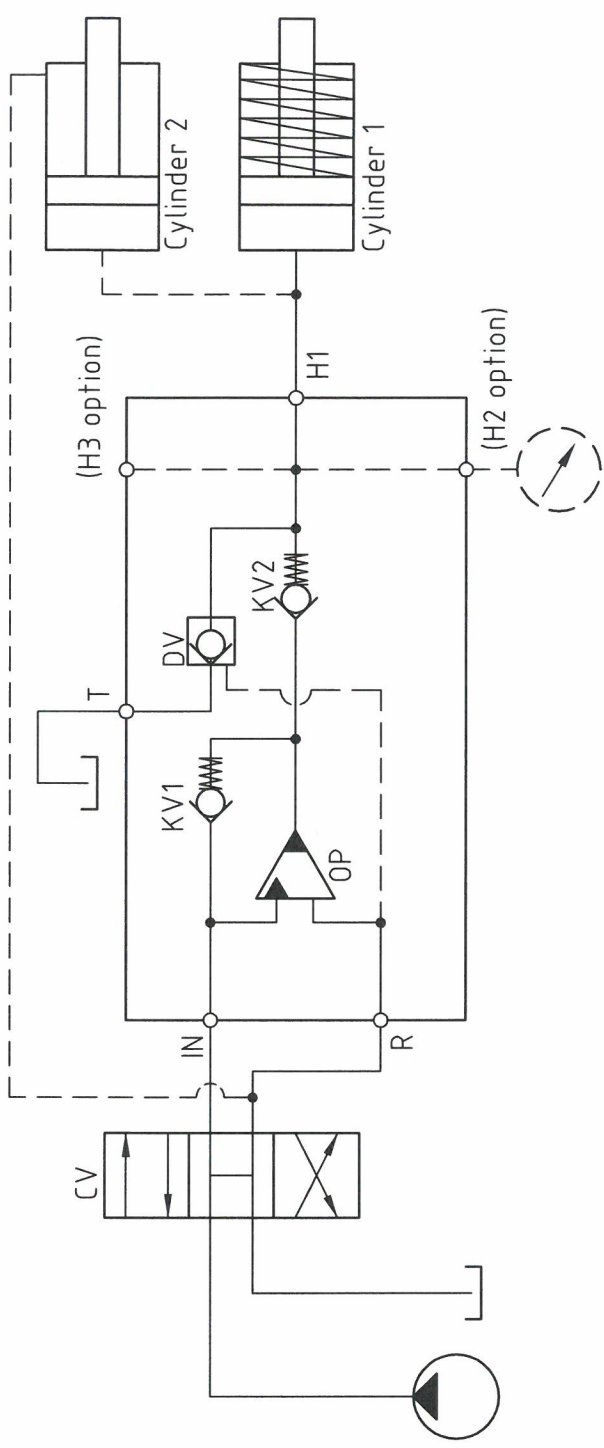 Cylinder 2
Cylinder 1
(H3 option)
H1
(H2 option)
T
DV
KV2
KV1
OP
IN
R
CV